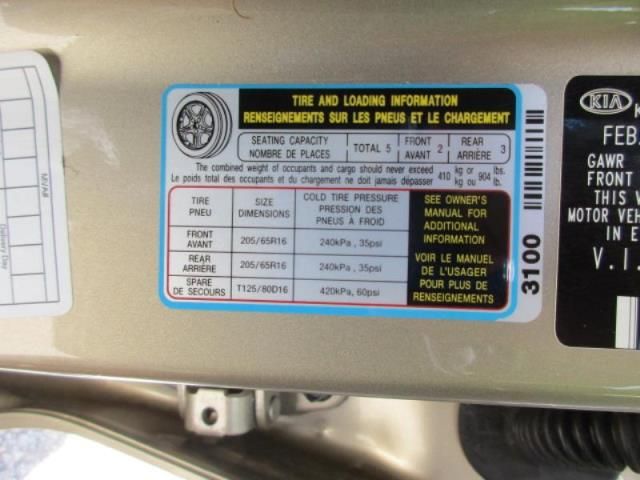 TIRE AND LOADING INFORMATION
RENSEIGNEMENTS SUR LES PNEUS ET LE CHARGEMENT
SEATING CAPACITY
NOMBRE DE PLACES
TOTAL 5
FRONT
AVANT 2
REAR
ARRIÈRE 3
The combined weight of occupants and cargo should never exceed 410 kg or 904 lbs.
Le poids total des occupants et du chargement ne doit jamais dépasser kg ou lb.
TIRE
PNEU
SIZE
DIMENSIONS
COLD TIRE PRESSURE
PRESSION DES
PNEUS À FROID
FRONT
AVANT
205/65R16
240kPa , 35psi
REAR
ARRIÈRE
205/65R16
240kPa , 35psi
SPARE
DE SECOURS
T125/80D16
420kPa, 60psi
SEE OWNER'S
MANUAL FOR
ADDITIONAL
INFORMATION
VOIR LE MANUEL
DE L'USAGER
POUR PLUS DE
RENSEIGNEMENTS
3100
KIA
FEB
GAWR
FRONT
THIS V
MOTOR VEH
IN E
V.I.
MVAB
Delivery Day